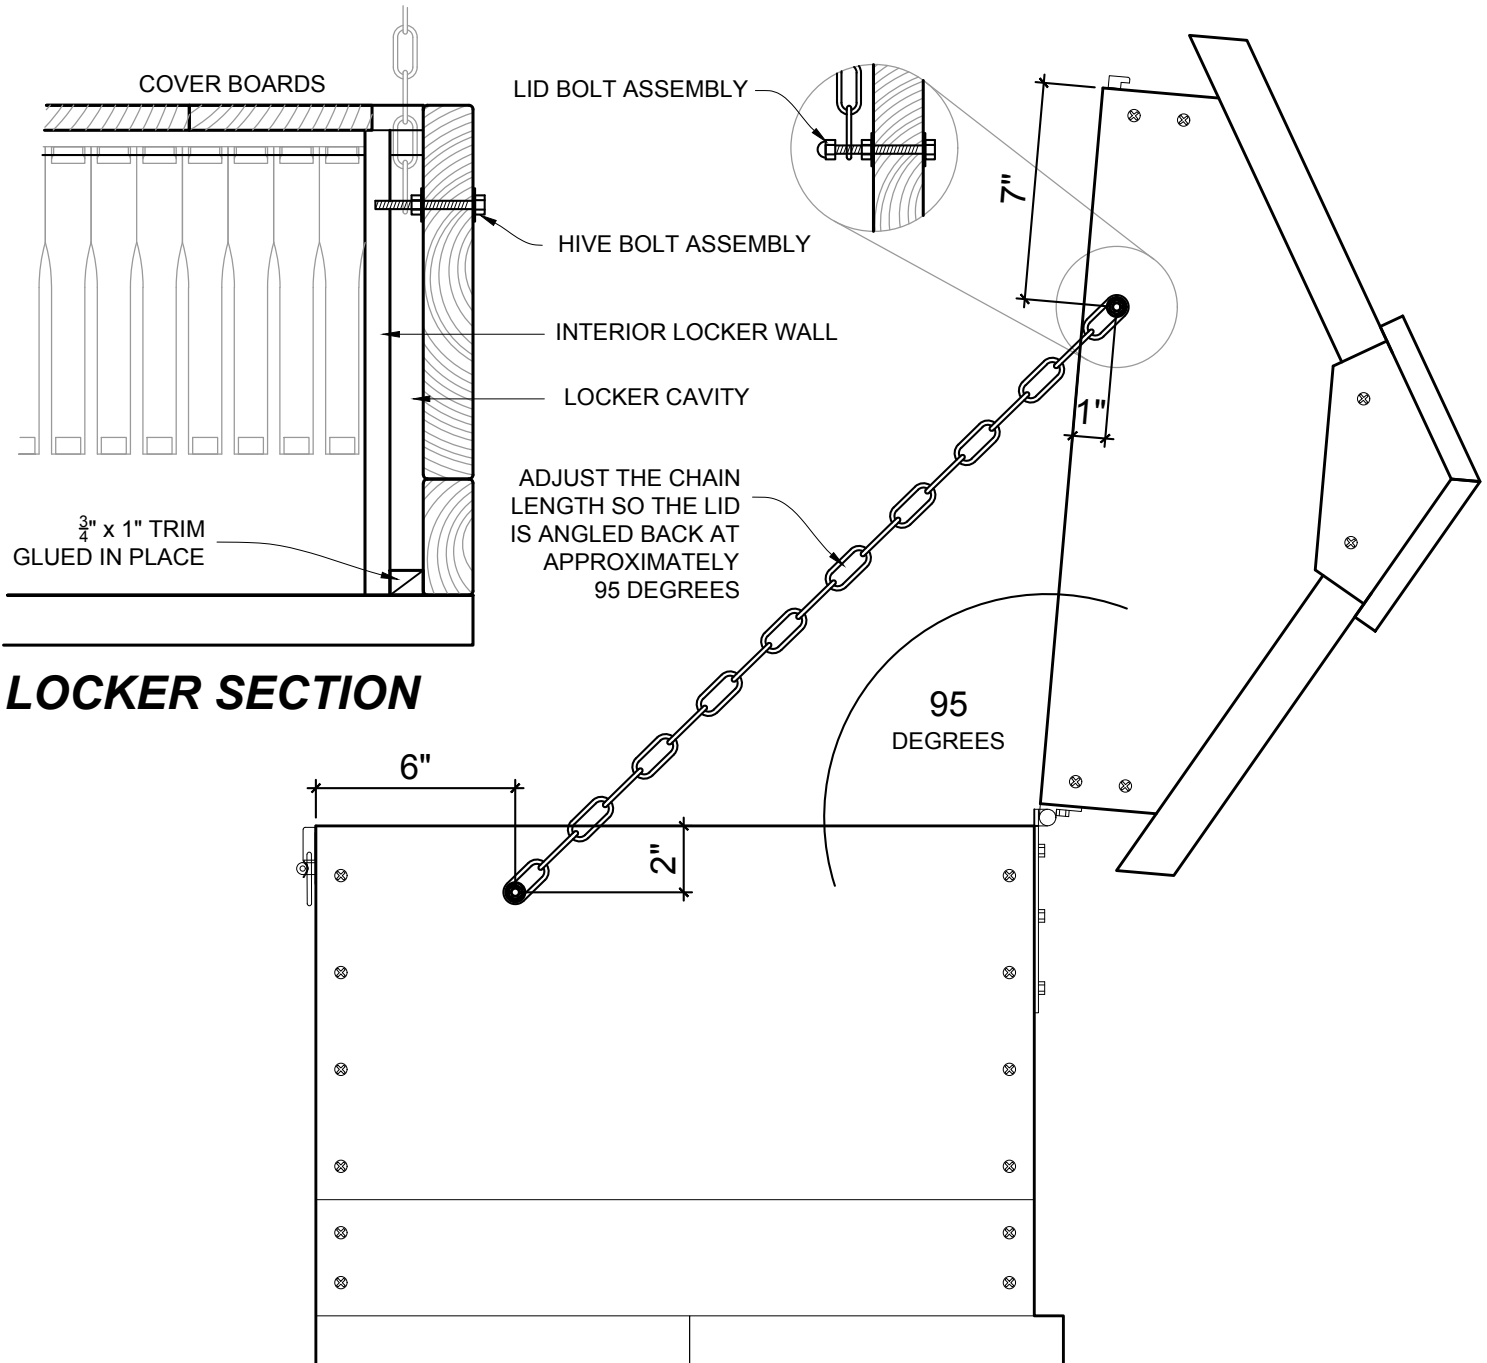 COVER BOARDS
LID BOLT ASSEMBLY
7"
HIVE BOLT ASSEMBLY
INTERIOR LOCKER WALL
LOCKER CAVITY
1"
ADJUST THE CHAIN
LENGTH SO THE LID
IS ANGLED BACK AT
APPROXIMATELY
95 DEGREES
3/4" x 1" TRIM
GLUED IN PLACE
LOCKER SECTION
95
DEGREES
6"
2"